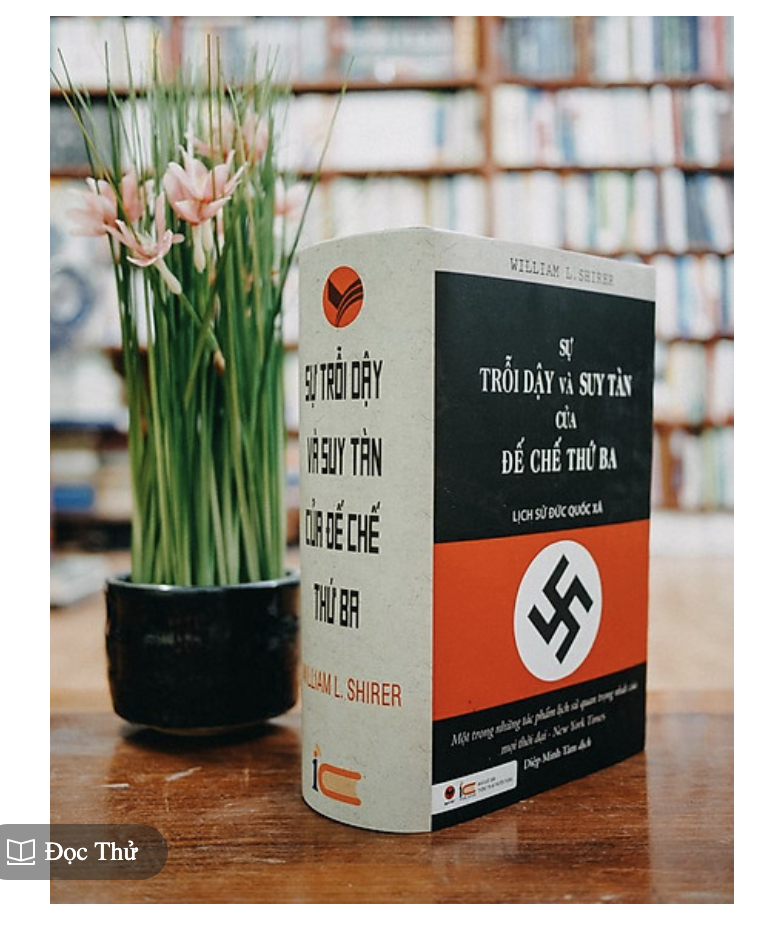 SỰ TRỖI DẬY
VÀ SUY TÀN
CỦA ĐẾ CHẾ
THỨ BA
WILLIAM L. SHIRER
ic
WILLIAM L.SHIRER
SỰ
TRỖI DẬY VÀ SUY TÀN
CỦA
ĐẾ CHẾ THỨ BA
LỊCH SỬ ĐỨC QUỐC XÃ
Một trong những tác phẩm lịch sử quan trọng nhất của
mọi thời đại - New York Times
Diệp Minh Tâm dịch
Đọc Thử